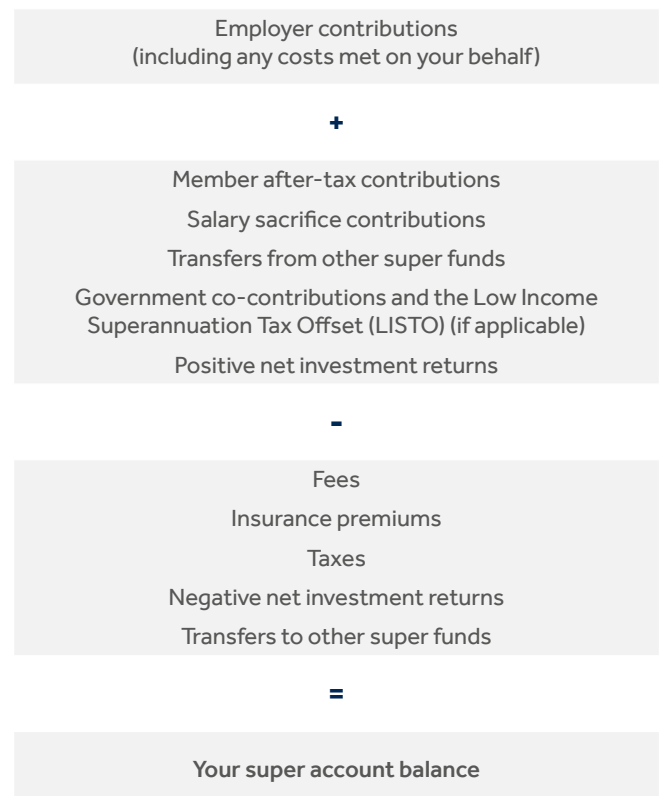 Employer contributions
(including any costs met on your behalf)
+
Member after-tax contributions
Salary sacrifice contributions
Transfers from other super funds
Government co-contributions and the Low Income
Superannuation Tax Offset (LISTO) (if applicable)
Positive net investment returns
-
Fees
Insurance premiums
Taxes
Negative net investment returns
Transfers to other super funds
=
Your super account balance